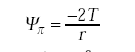 Ψπ = −2T / r